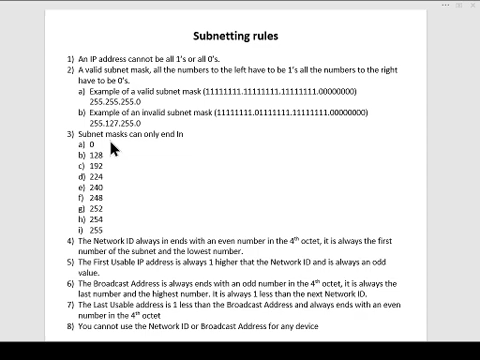 Subnetting rules
1) An IP address cannot be all 1's or all 0's.
2) A valid subnet mask, all the numbers to the left have to be 1's all the numbers to the right
have to be 0's.
a) Example of a valid subnet mask (11111111.11111111.11111111.00000000)
255.255.255.0
b) Example of an invalid subnet mask (11111111.01111111.11111111.00000000)
255.127.255.0
3) Subnet masks can only end In
a) 0
b) 128
c) 192
d) 224
e) 240
f) 248
g) 252
h) 254
i) 255
4) The Network ID always in ends with an even number in the 4th octet, it is always the first
number of the subnet and the lowest number.
5) The First Usable IP address is always 1 higher that the Network ID and is always an odd
value.
6) The Broadcast Address is always ends with an odd number in the 4th octet, it is always the
last number and the highest number. It is always 1 less than the next Network ID.
7) The Last Usable address is 1 less the Broadcast Address and always ends with an even
number in the 4th octet
8) You cannot use the Network ID or Broadcast Address for any device